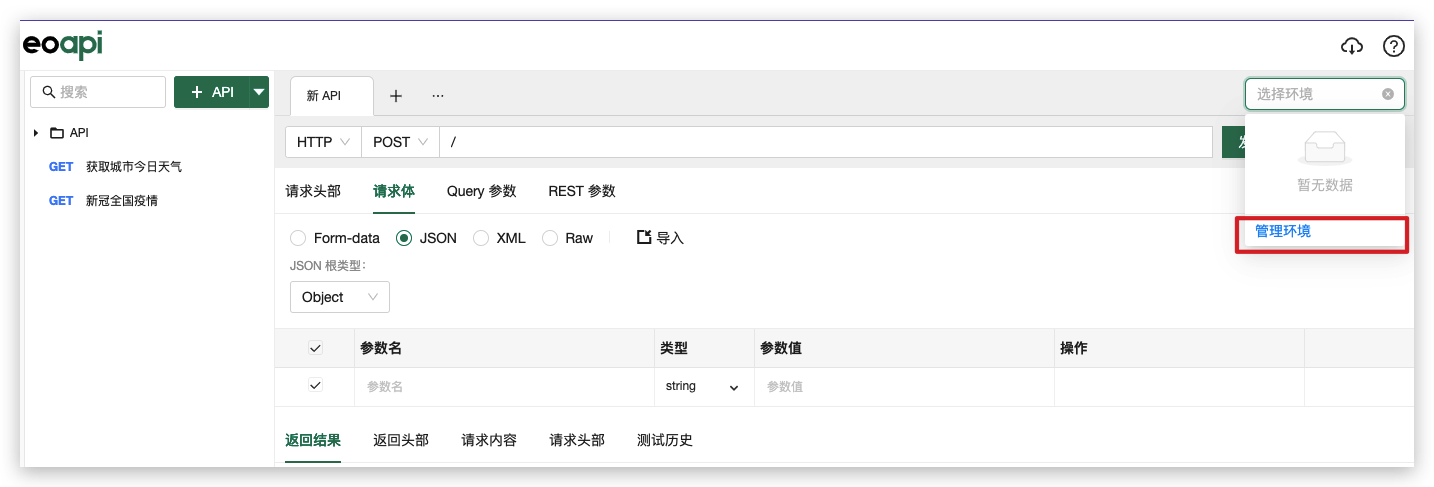 eoapi
搜索
+ API
新 API + ...
选择环境
API
GET 获取城市今日天气
GET 新冠全国疫情
HTTP POST /
暂无数据
管理环境
请求头部 请求体 Query 参数 REST 参数
Form-data JSON XML Raw 导入
JSON 根类型:
Object
参数名 类型 参数值 操作
参数名 string 参数值
返回结果 返回头部 请求内容 请求头部 测试历史